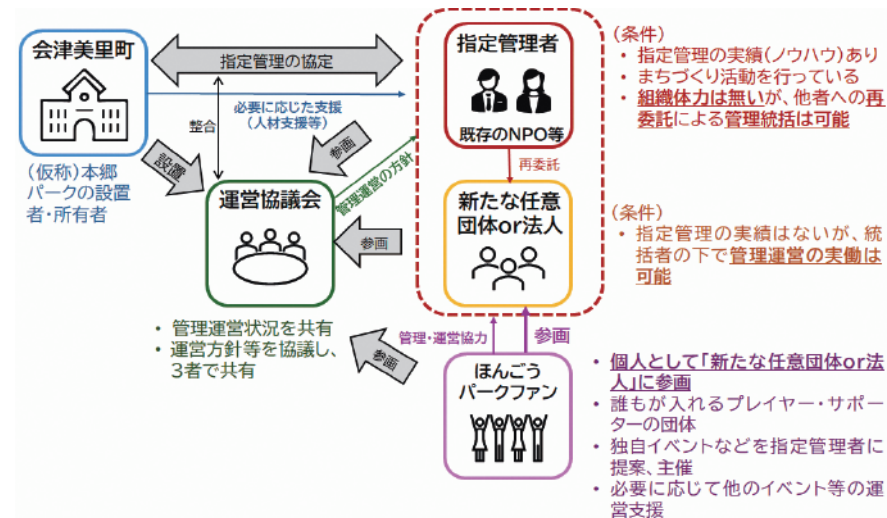 会津美里町
指定管理の協定
必要に応じた支援
（人材支援等）
整合
設置
参画
管理運営の方針
（仮称）本郷
パークの設置
者・所有者
運営協議会
参画
・ 管理運営状況を共有
・ 運営方針等を協議し、
３者で共有
参画
指定管理者
既存のNPO等
再委託
新たな任意
団体or法人
管理・運営協力
参画
ほんごう
パークファン
（条件）
・ 指定管理の実績（ノウハウ）あり
・ まちづくり活動を行っている
・ 組織体力は無いが、他者への再
委託による管理統括は可能
（条件）
・ 指定管理の実績はないが、統
括者の下で管理運営の実働は
可能
・ 個人として「新たな任意団体or法
人」に参画
・ 誰もが入れるプレイヤー・サポー
ターの団体
・ 独自イベントなどを指定管理者に
提案、主催
・ 必要に応じて他のイベント等の運
営支援